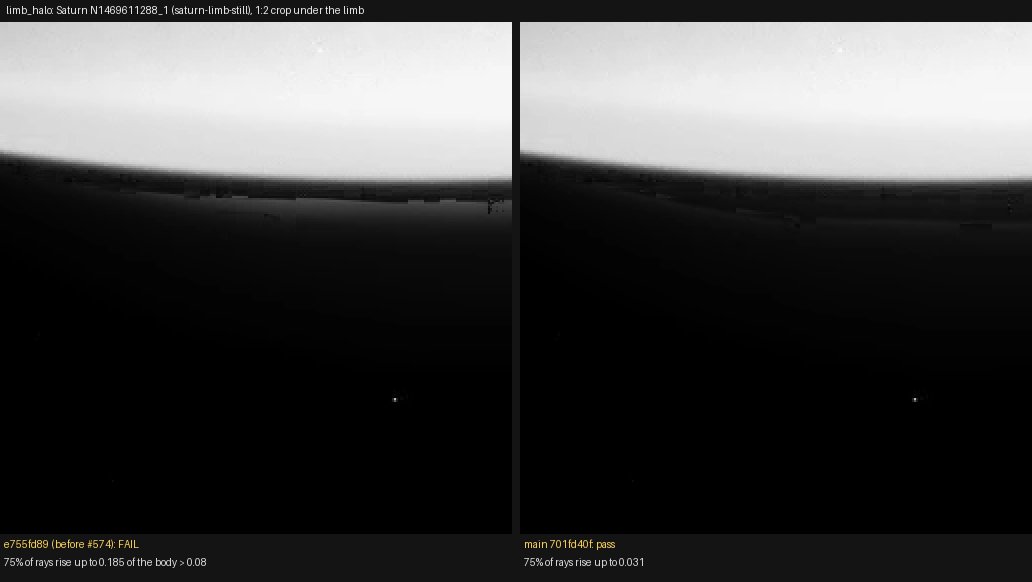 limb_halo: Saturn N1469611288_1 (saturn-limb-still), 1:2 crop under the limb
e755fd89 (before #574): FAIL
75% of rays rise up to 0.185 of the body > 0.08
main 701fd40f: pass
75% of rays rise up to 0.031